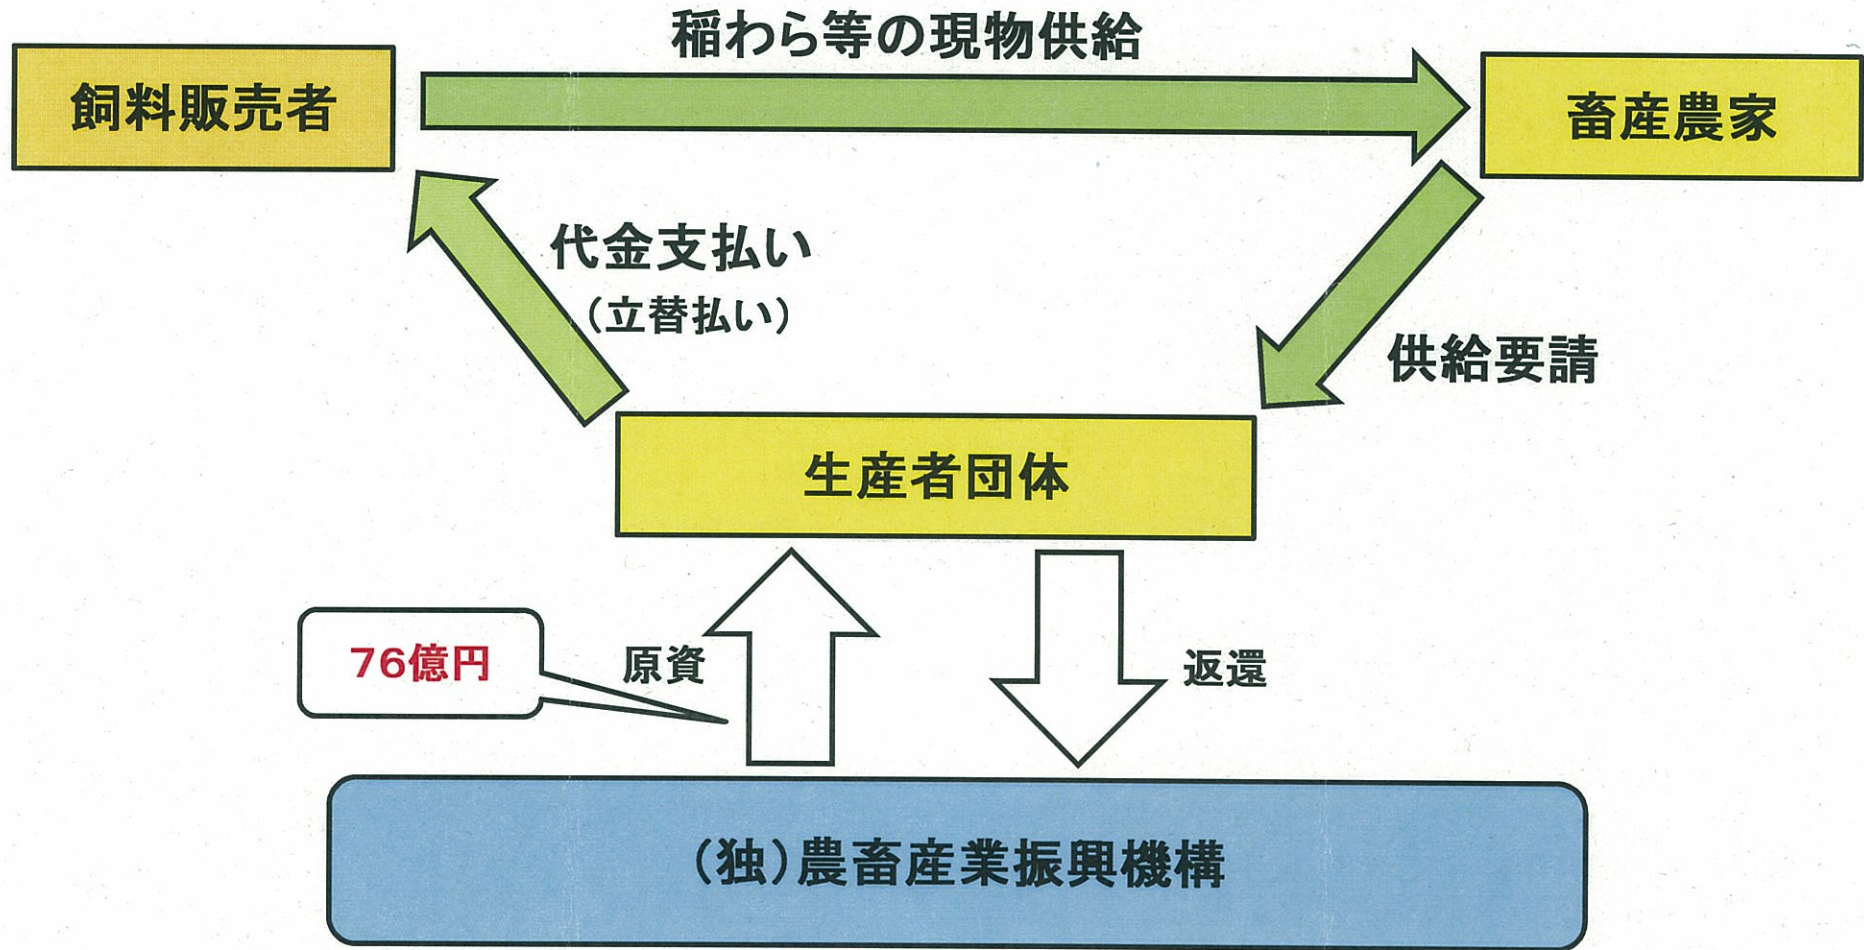 稲わら等の現物供給
飼料販売者
畜産農家
代金支払い
（立替払い）
供給要請
生産者団体
76億円
原資
返還
（独）農畜産業振興機構